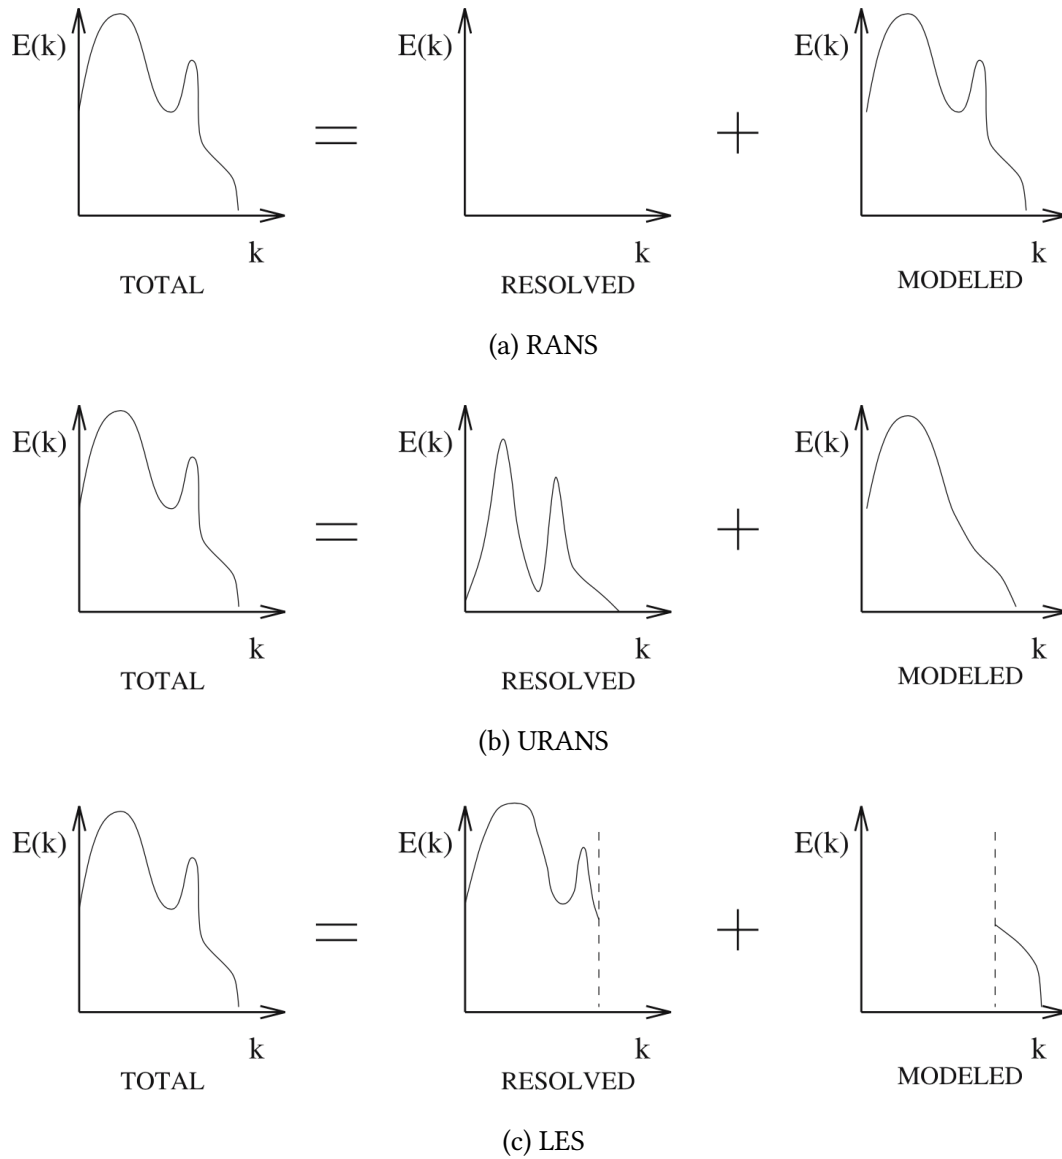 E(k) E(k) E(k)
= +
k k k
TOTAL RESOLVED MODELED
(a) RANS
E(k) E(k) E(k)
= +
k k k
TOTAL RESOLVED MODELED
(b) URANS
E(k) E(k) E(k)
= +
k k k
TOTAL RESOLVED MODELED
(c) LES